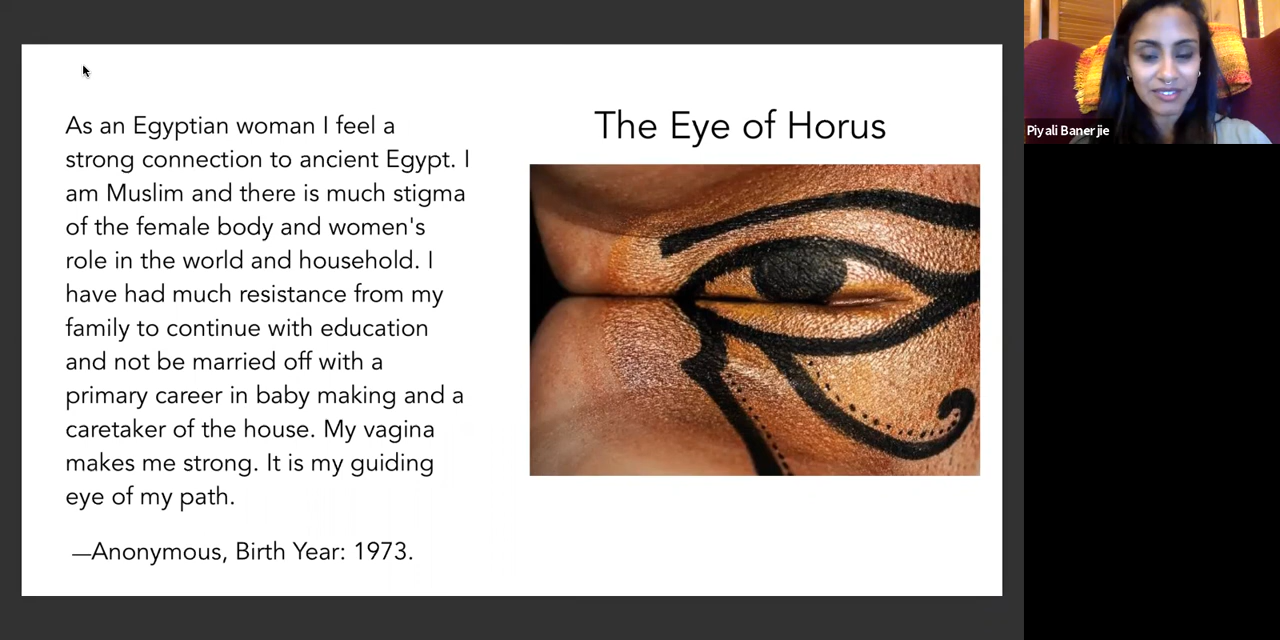 As an Egyptian woman I feel a
strong connection to ancient Egypt. I
am Muslim and there is much stigma
of the female body and women's
role in the world and household. I
have had much resistance from my
family to continue with education
and not be married off with a
primary career in baby making and a
caretaker of the house. My vagina
makes me strong. It is my guiding
eye of my path.
—Anonymous, Birth Year: 1973.
The Eye of Horus
Piyali Banerjie